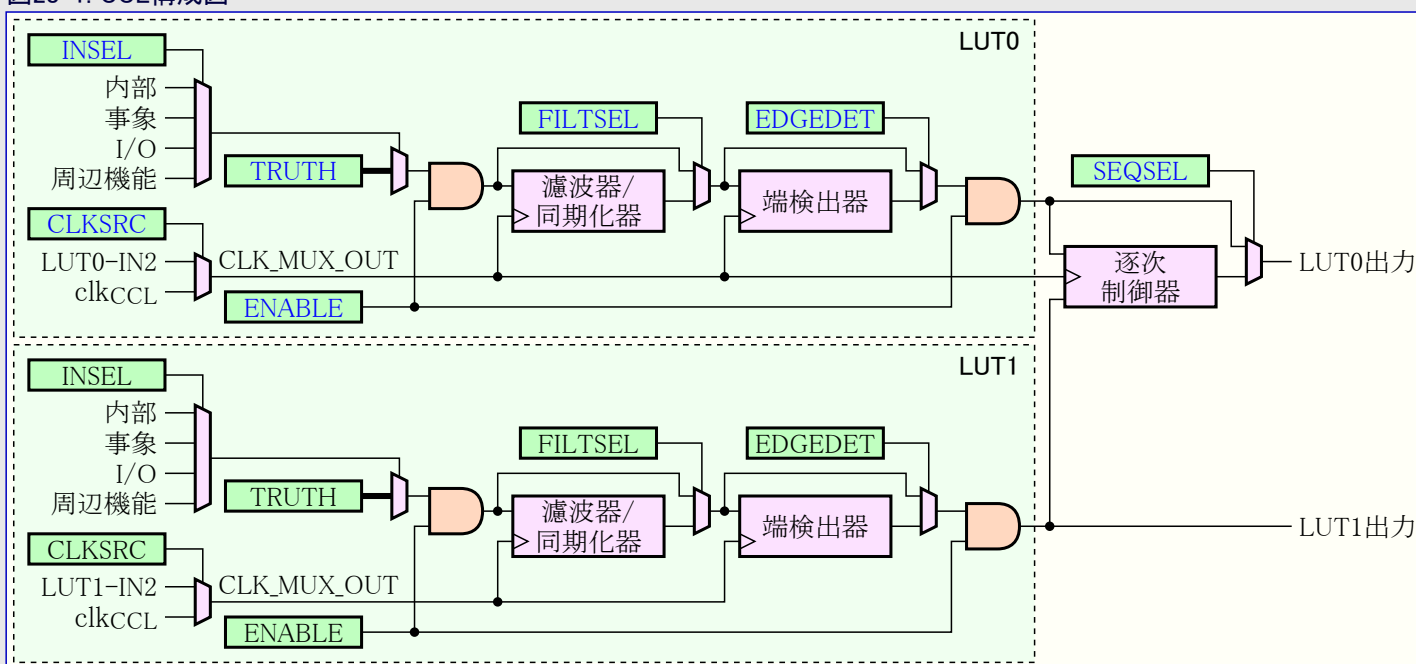 LUT0
INSEL
内部
事象
I/O
周辺機能
TRUTH
FILTSEL
EDGEDET
SEQSEL
濾波器/
同期化器
端検出器
CLKSRC
LUT0-IN2
clkCCL
CLK_MUX_OUT
ENABLE
逐次
制御器
LUT0出力
LUT1
INSEL
内部
事象
I/O
周辺機能
TRUTH
FILTSEL
EDGEDET
濾波器/
同期化器
端検出器
CLKSRC
LUT1-IN2
clkCCL
CLK_MUX_OUT
ENABLE
LUT1出力